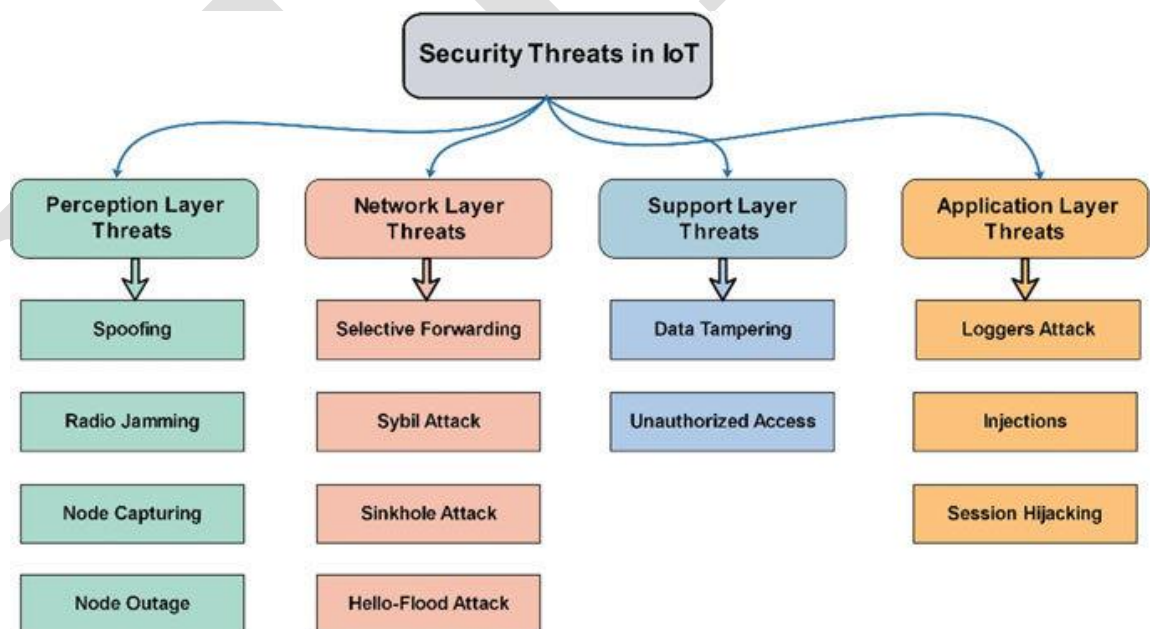 Security Threats in IoT
Perception Layer
Threats
Spoofing
Radio Jamming
Node Capturing
Node Outage
Network Layer
Threats
Selective Forwarding
Sybil Attack
Sinkhole Attack
Hello-Flood Attack
Support Layer
Threats
Data Tampering
Unauthorized Access
Application Layer
Threats
Loggers Attack
Injections
Session Hijacking